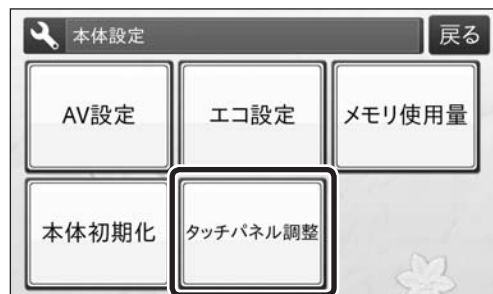 本体設定
戻る
AV設定
エコ設定
メモリ使用量
本体初期化
タッチパネル調整